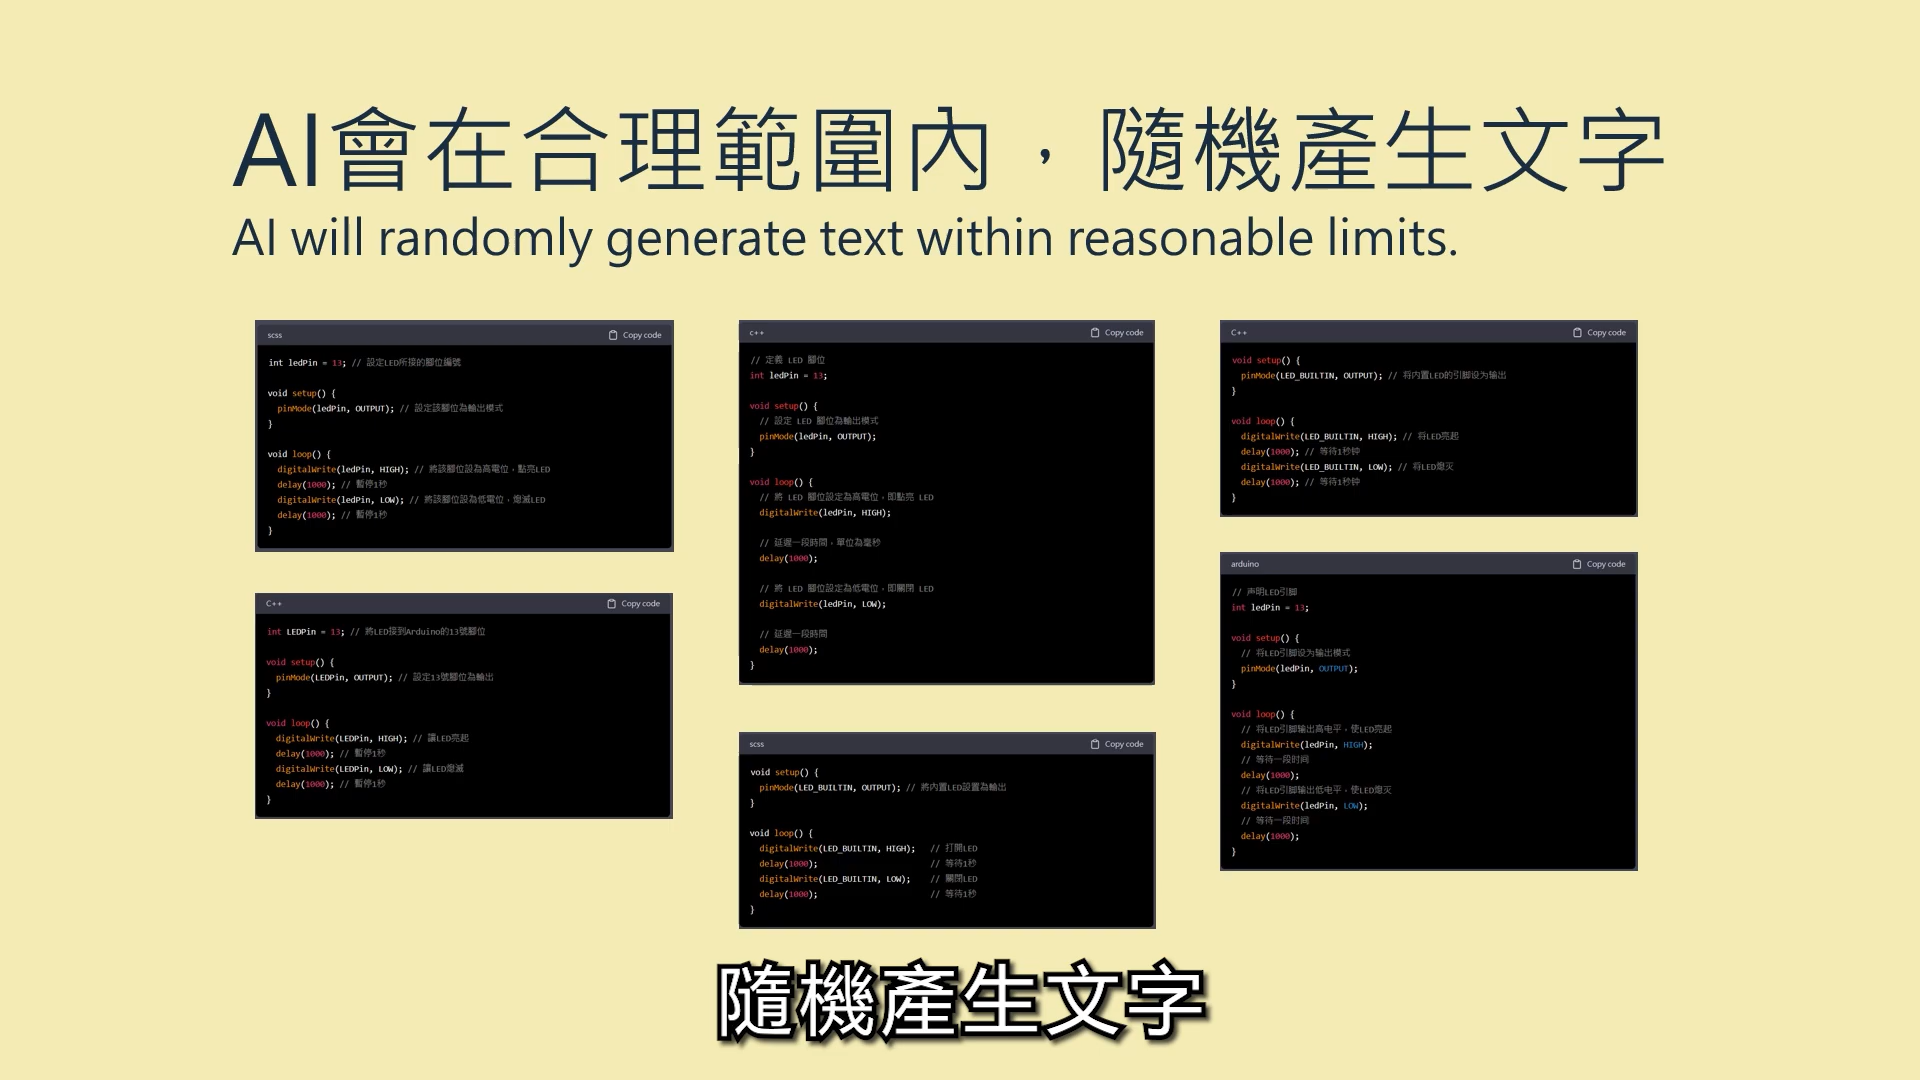 AI會在合理範圍內，隨機產生文字
AI will randomly generate text within reasonable limits.
scss
Copy code
int ledPin = 13; // 設定LED所接的腳位編號
void setup() {
pinMode(ledPin, OUTPUT); // 設定該腳位為輸出模式
}
void loop() {
digitalWrite(ledPin, HIGH); // 將該腳位設為高電位，點亮LED
delay(1000); // 暫停1秒
digitalWrite(ledPin, LOW); // 將該腳位設為低電位，熄滅LED
delay(1000); // 暫停1秒
}
C++
Copy code
int LEDPin = 13; // 將LED接到Arduino的13號腳位
void setup() {
pinMode(LEDPin, OUTPUT); // 設定13號腳位為輸出
}
void loop() {
digitalWrite(LEDPin, HIGH); // 讓LED亮起
delay(1000); // 暫停1秒
digitalWrite(LEDPin, LOW); // 讓LED熄滅
delay(1000); // 暫停1秒
}
c++
Copy code
// 定義 LED 腳位
int ledPin = 13;
void setup() {
// 設定 LED 腳位為輸出模式
pinMode(ledPin, OUTPUT);
}
void loop() {
// 將 LED 腳位設定為高電位，即點亮 LED
digitalWrite(ledPin, HIGH);
// 延遲一段時間，單位為毫秒
delay(1000);
// 將 LED 腳位設定為低電位，即關閉 LED
digitalWrite(ledPin, LOW);
// 延遲一段時間
delay(1000);
}
scss
Copy code
void setup() {
pinMode(LED_BUILTIN, OUTPUT); // 將內置LED設置為輸出
}
void loop() {
digitalWrite(LED_BUILTIN, HIGH); // 打開LED
delay(1000); // 等待1秒
digitalWrite(LED_BUILTIN, LOW); // 關閉LED
delay(1000); // 等待1秒
}
C++
Copy code
void setup() {
pinMode(LED_BUILTIN, OUTPUT); // 将内置LED的引脚设为输出
}
void loop() {
digitalWrite(LED_BUILTIN, HIGH); // 将LED亮起
delay(1000); // 等待1秒钟
digitalWrite(LED_BUILTIN, LOW); // 将LED熄灭
delay(1000); // 等待1秒钟
}
arduino
Copy code
// 声明LED引脚
int ledPin = 13;
void setup() {
// 将LED引脚设为输出模式
pinMode(ledPin, OUTPUT);
}
void loop() {
// 将LED引脚输出高电平，使LED亮起
digitalWrite(ledPin, HIGH);
// 等待一段时间
delay(1000);
// 将LED引脚输出低电平，使LED熄灭
digitalWrite(ledPin, LOW);
// 等待一段时间
delay(1000);
}
隨機產生文字